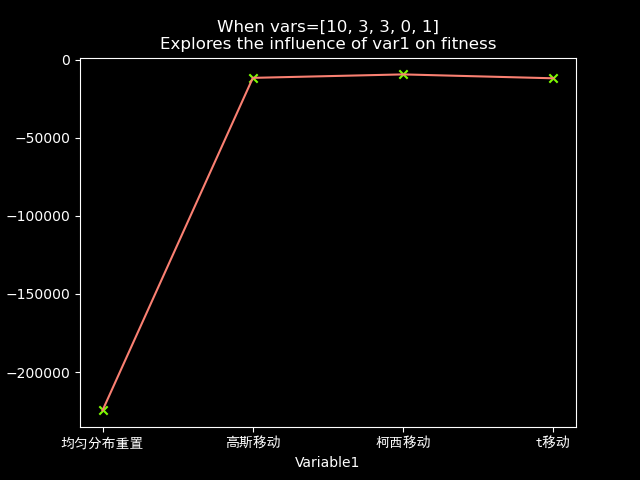 When vars=[10, 3, 3, 0, 1]
Explores the influence of var1 on fitness
0
−50000
−100000
−150000
−200000
均匀分布重置 高斯移动 柯西移动 t移动
Variable1